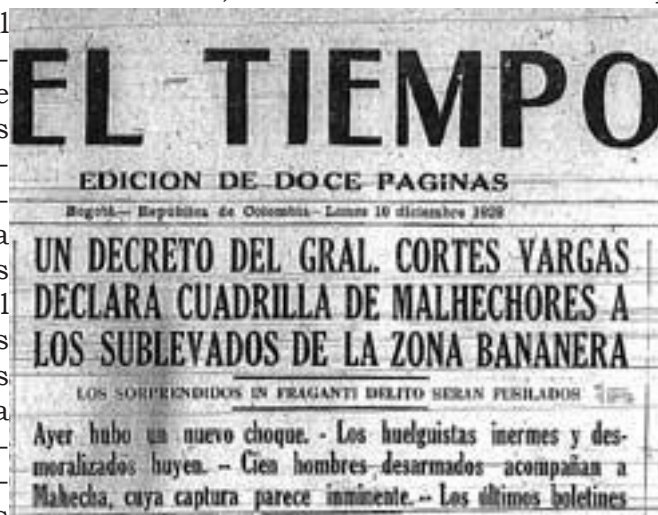 EL TIEMPO
EDICION DE DOCE PAGINAS
Bogotá— República de Colombia— Lunes 10 diciembre 1928
UN DECRETO DEL GRAL. CORTES VARGAS
DECLARA CUADRILLA DE MALHECHORES A
LOS SUBLEVADOS DE LA ZONA BANANERA
LOS SORPRENDIDOS IN FRAGANTI DELITO SERAN FUSILADOS
Ayer hubo un nuevo choque. - Los huelguistas inermes y des-
moralizados huyen. -- Cien hombres desarmados acompañan a
Mahecha, cuya captura parece inminente. -- Los últimos boletines